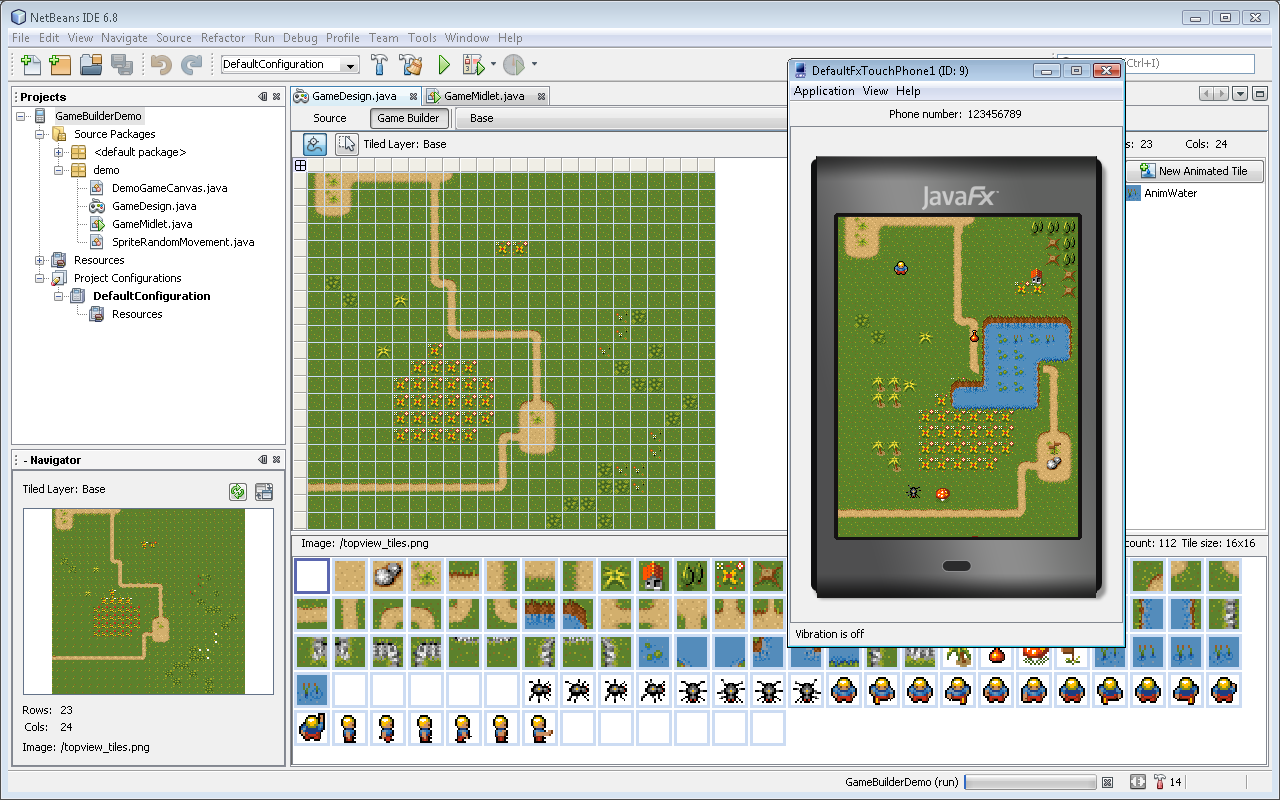 NetBeans IDE 6.8
File Edit View Navigate Source Refactor Run Debug Profile Team Tools Window Help
DefaultConfiguration
(Ctrl+I)
Projects
GameBuilderDemo
Source Packages
<default package>
demo
DemoGameCanvas.java
GameDesign.java
GameMidlet.java
SpriteRandomMovement.java
Resources
Project Configurations
DefaultConfiguration
Resources
- Navigator
Tiled Layer: Base
Rows: 23
Cols: 24
Image: /topview_tiles.png
GameDesign.java
GameMidlet.java
Source
Game Builder
Base
Tiled Layer: Base
s: 23 Cols: 24
New Animated Tile
AnimWater
DefaultFxTouchPhone1 (ID: 9)
Application View Help
Phone number: 123456789
JavaFx
Vibration is off
Image: /topview_tiles.png
count: 112 Tile size: 16x16
GameBuilderDemo (run)
14